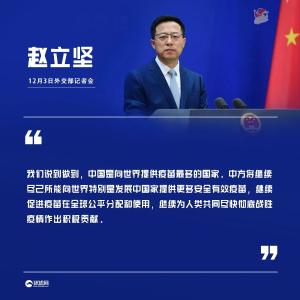 赵立坚
12月3日外交部记者会
我们说到做到，中国是向世界提供疫苗最多的国家。中方将继续
尽己所能向世界特别是发展中国家提供更多安全有效疫苗，继续
促进疫苗在全球公平分配和使用，继续为人类共同尽快彻底战胜
疫情作出积极贡献。
环球网